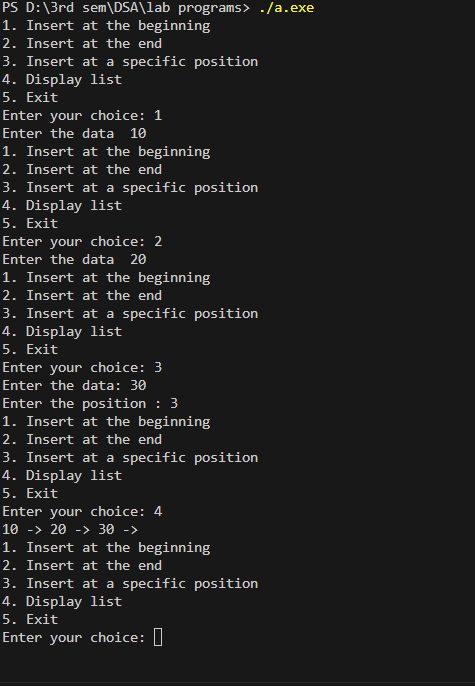 PS D:\3rd sem\DSA\lab programs> ./a.exe
1. Insert at the beginning
2. Insert at the end
3. Insert at a specific position
4. Display list
5. Exit
Enter your choice: 1
Enter the data  10
1. Insert at the beginning
2. Insert at the end
3. Insert at a specific position
4. Display list
5. Exit
Enter your choice: 2
Enter the data  20
1. Insert at the beginning
2. Insert at the end
3. Insert at a specific position
4. Display list
5. Exit
Enter your choice: 3
Enter the data: 30
Enter the position : 3
1. Insert at the beginning
2. Insert at the end
3. Insert at a specific position
4. Display list
5. Exit
Enter your choice: 4
10 -> 20 -> 30 ->
1. Insert at the beginning
2. Insert at the end
3. Insert at a specific position
4. Display list
5. Exit
Enter your choice: